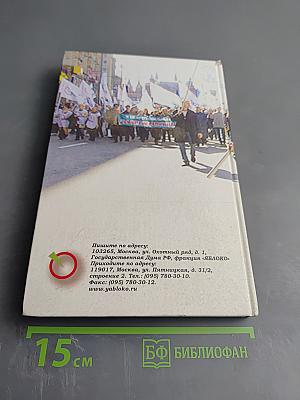 Пишите по адресу:
103265, Москва, ул. Охотный ряд, д. 1,
Государственная Дума РФ, фракция «ЯБЛОКО»
Приходите по адресу:
119017, Москва, ул. Пятницкая, д. 31/2,
строение 2. Тел.: (095) 780-30-10.
Факс: (095) 780-30-12.
www.yabloko.ru
15 см
БФ БИБЛИОФАН